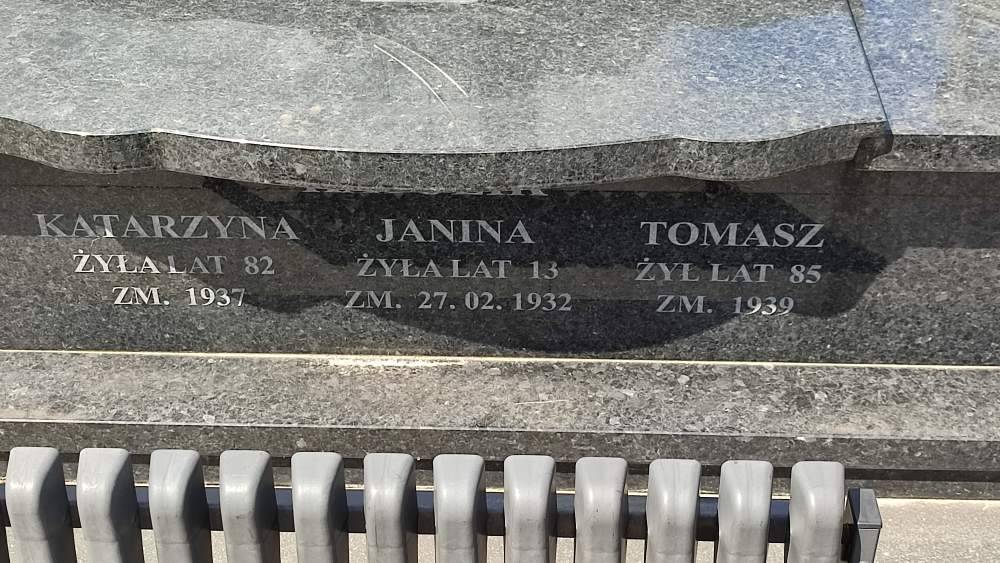 KATARZYNA
ŻYŁA LAT 82
ZM. 1937
JANINA
ŻYŁA LAT 13
ZM. 27. 02. 1932
TOMASZ
ŻYŁ LAT 85
ZM. 1939